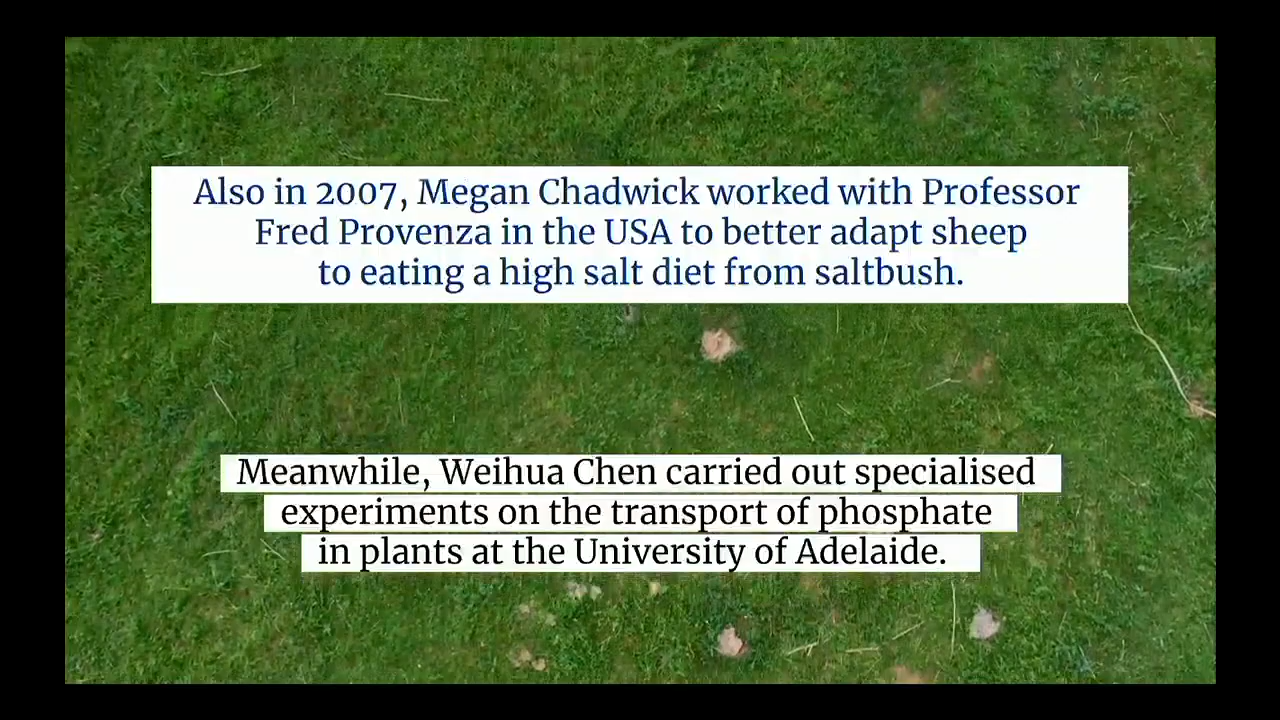 Also in 2007, Megan Chadwick worked with Professor
Fred Provenza in the USA to better adapt sheep
to eating a high salt diet from saltbush.
Meanwhile, Weihua Chen carried out specialised
experiments on the transport of phosphate
in plants at the University of Adelaide.